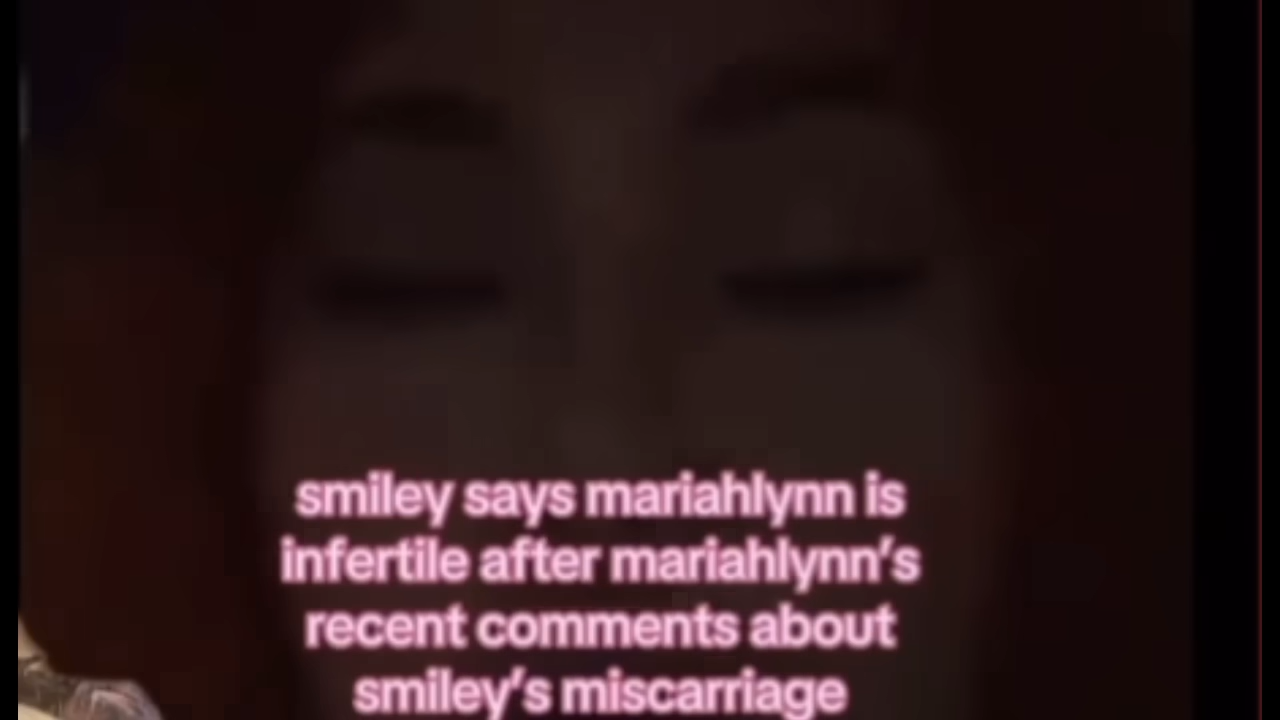 smiley says mariahlynn is
infertile after mariahlynn's
recent comments about
smiley's miscarriage